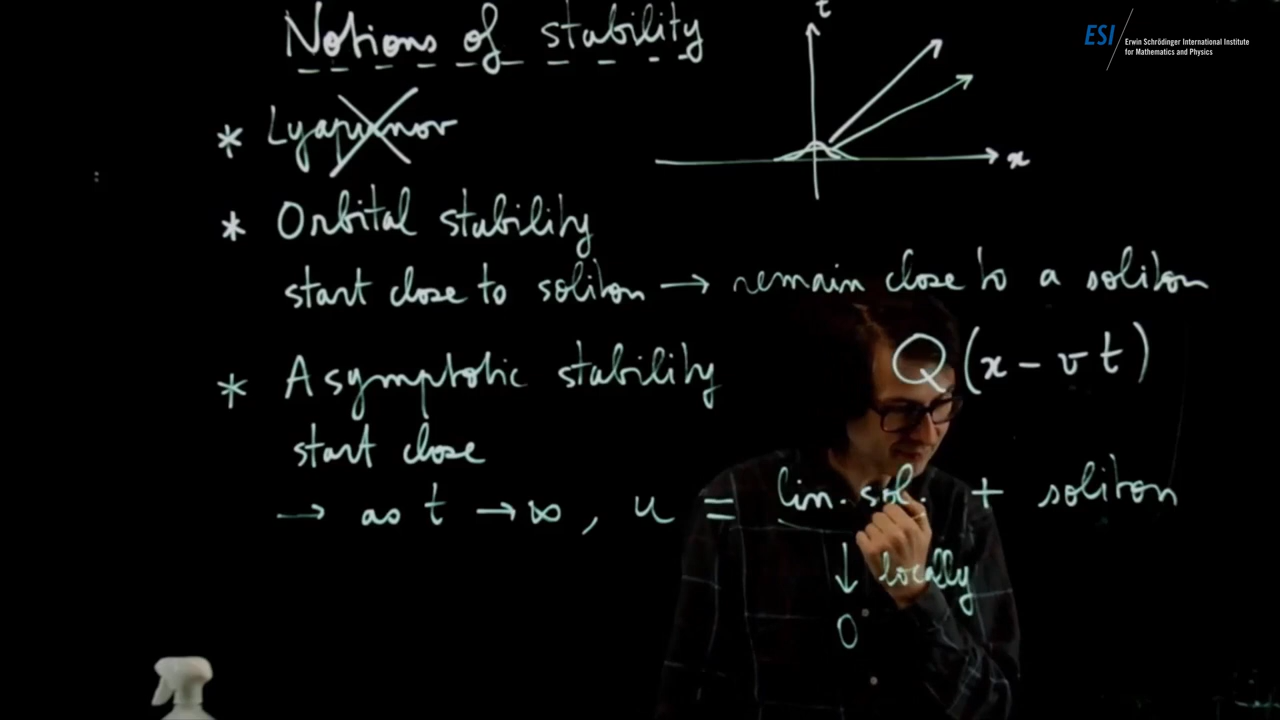 Notions of stability
t
x
* Lyapunov
* Orbital stability
start close to soliton → remain close to a soliton
* Asymptotic stability
Q(x - vt)
start close
→ as t → ∞, u = lin. sol. + soliton
↓ locally
0
ESI Erwin Schrödinger International Institute
for Mathematics and Physics